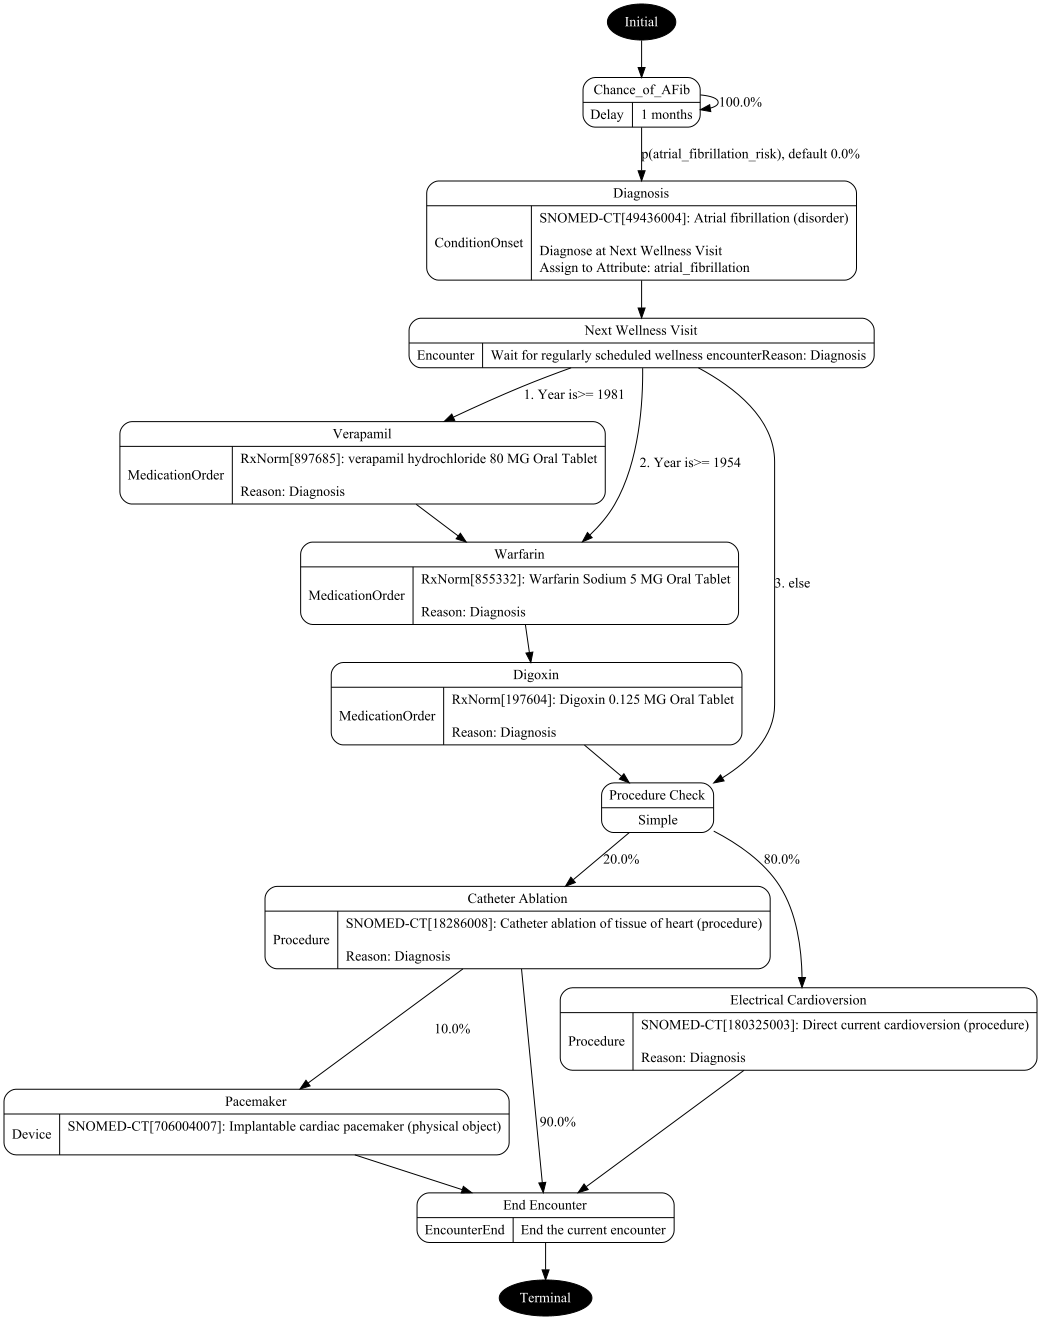 Initial
Chance_of_AFib
Delay 1 months
100.0%
p(atrial_fibrillation_risk), default 0.0%
Diagnosis
ConditionOnset
SNOMED-CT[49436004]: Atrial fibrillation (disorder)
Diagnose at Next Wellness Visit
Assign to Attribute: atrial_fibrillation
Next Wellness Visit
Encounter Wait for regularly scheduled wellness encounterReason: Diagnosis
1. Year is>= 1981
Verapamil
MedicationOrder
RxNorm[897685]: verapamil hydrochloride 80 MG Oral Tablet
Reason: Diagnosis
2. Year is>= 1954
Warfarin
MedicationOrder
RxNorm[855332]: Warfarin Sodium 5 MG Oral Tablet
Reason: Diagnosis
3. else
Digoxin
MedicationOrder
RxNorm[197604]: Digoxin 0.125 MG Oral Tablet
Reason: Diagnosis
Procedure Check
Simple
20.0%
80.0%
Catheter Ablation
Procedure
SNOMED-CT[18286008]: Catheter ablation of tissue of heart (procedure)
Reason: Diagnosis
Electrical Cardioversion
Procedure
SNOMED-CT[180325003]: Direct current cardioversion (procedure)
Reason: Diagnosis
10.0%
Pacemaker
Device
SNOMED-CT[706004007]: Implantable cardiac pacemaker (physical object)
90.0%
End Encounter
EncounterEnd End the current encounter
Terminal